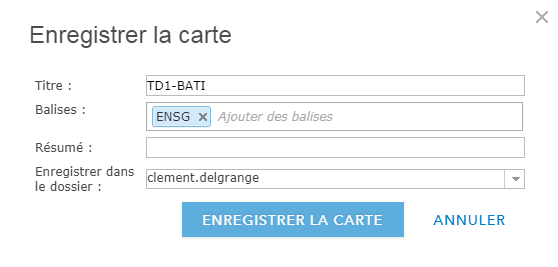 Enregistrer la carte
Titre : TD1-BATI
Balises : ENSG Ajouter des balises
Résumé :
Enregistrer dans
le dossier : clement.delgrange
ENREGISTRER LA CARTE ANNULER